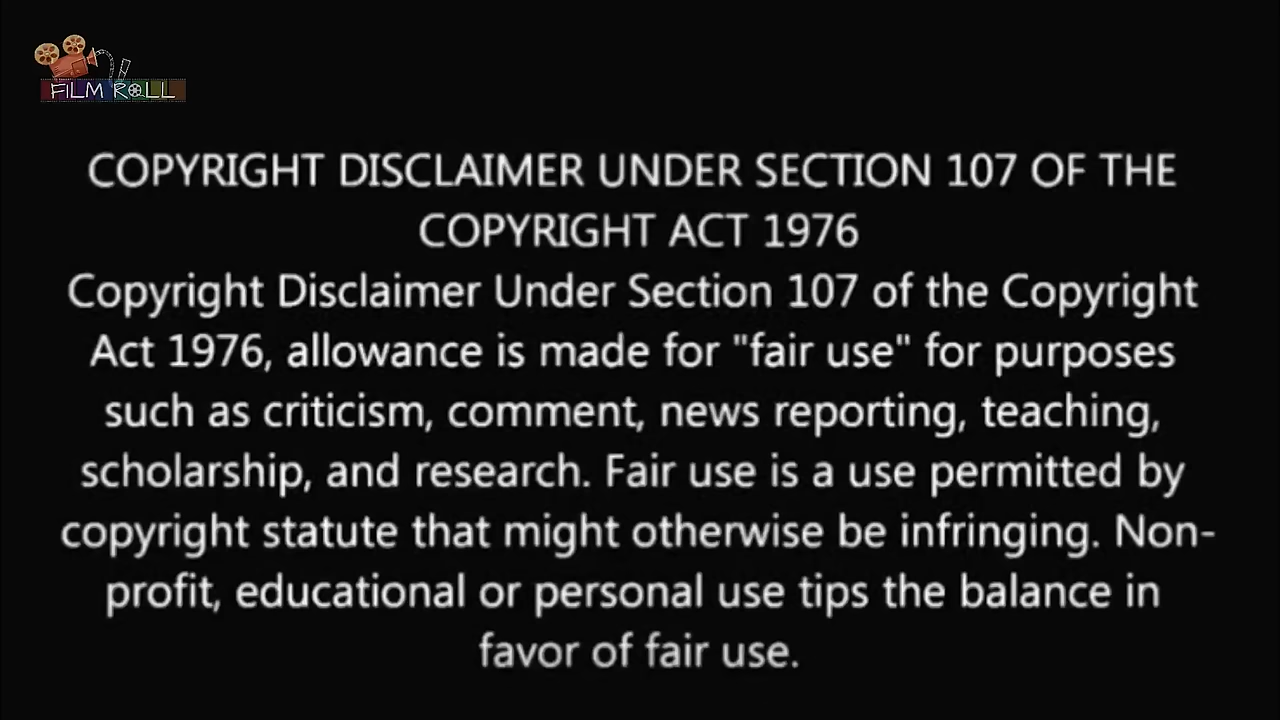 FILM ROLL
COPYRIGHT DISCLAIMER UNDER SECTION 107 OF THE
COPYRIGHT ACT 1976
Copyright Disclaimer Under Section 107 of the Copyright
Act 1976, allowance is made for "fair use" for purposes
such as criticism, comment, news reporting, teaching,
scholarship, and research. Fair use is a use permitted by
copyright statute that might otherwise be infringing. Non-
profit, educational or personal use tips the balance in
favor of fair use.